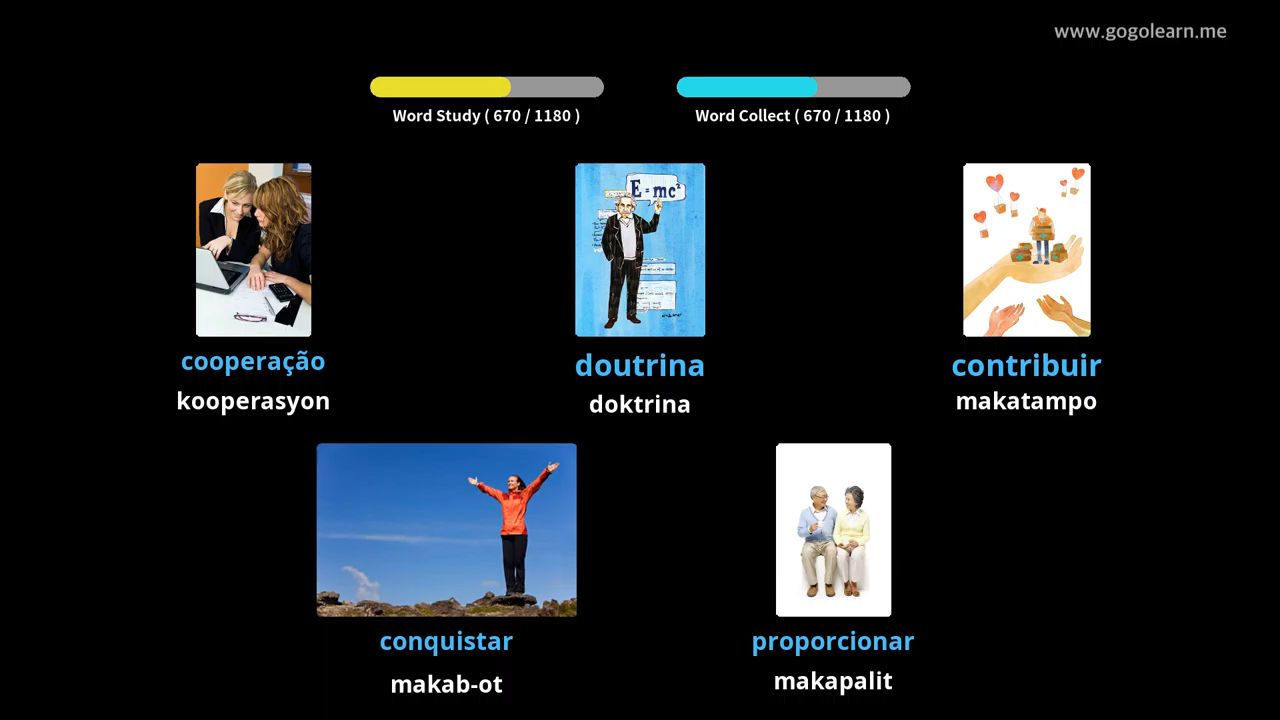 www.gogolearn.me
Word Study ( 670 / 1180 )
Word Collect ( 670 / 1180 )
E = mc²
cooperação
kooperasyon
doutrina
doktrina
contribuir
makatampo
conquistar
makab-ot
proporcionar
makapalit